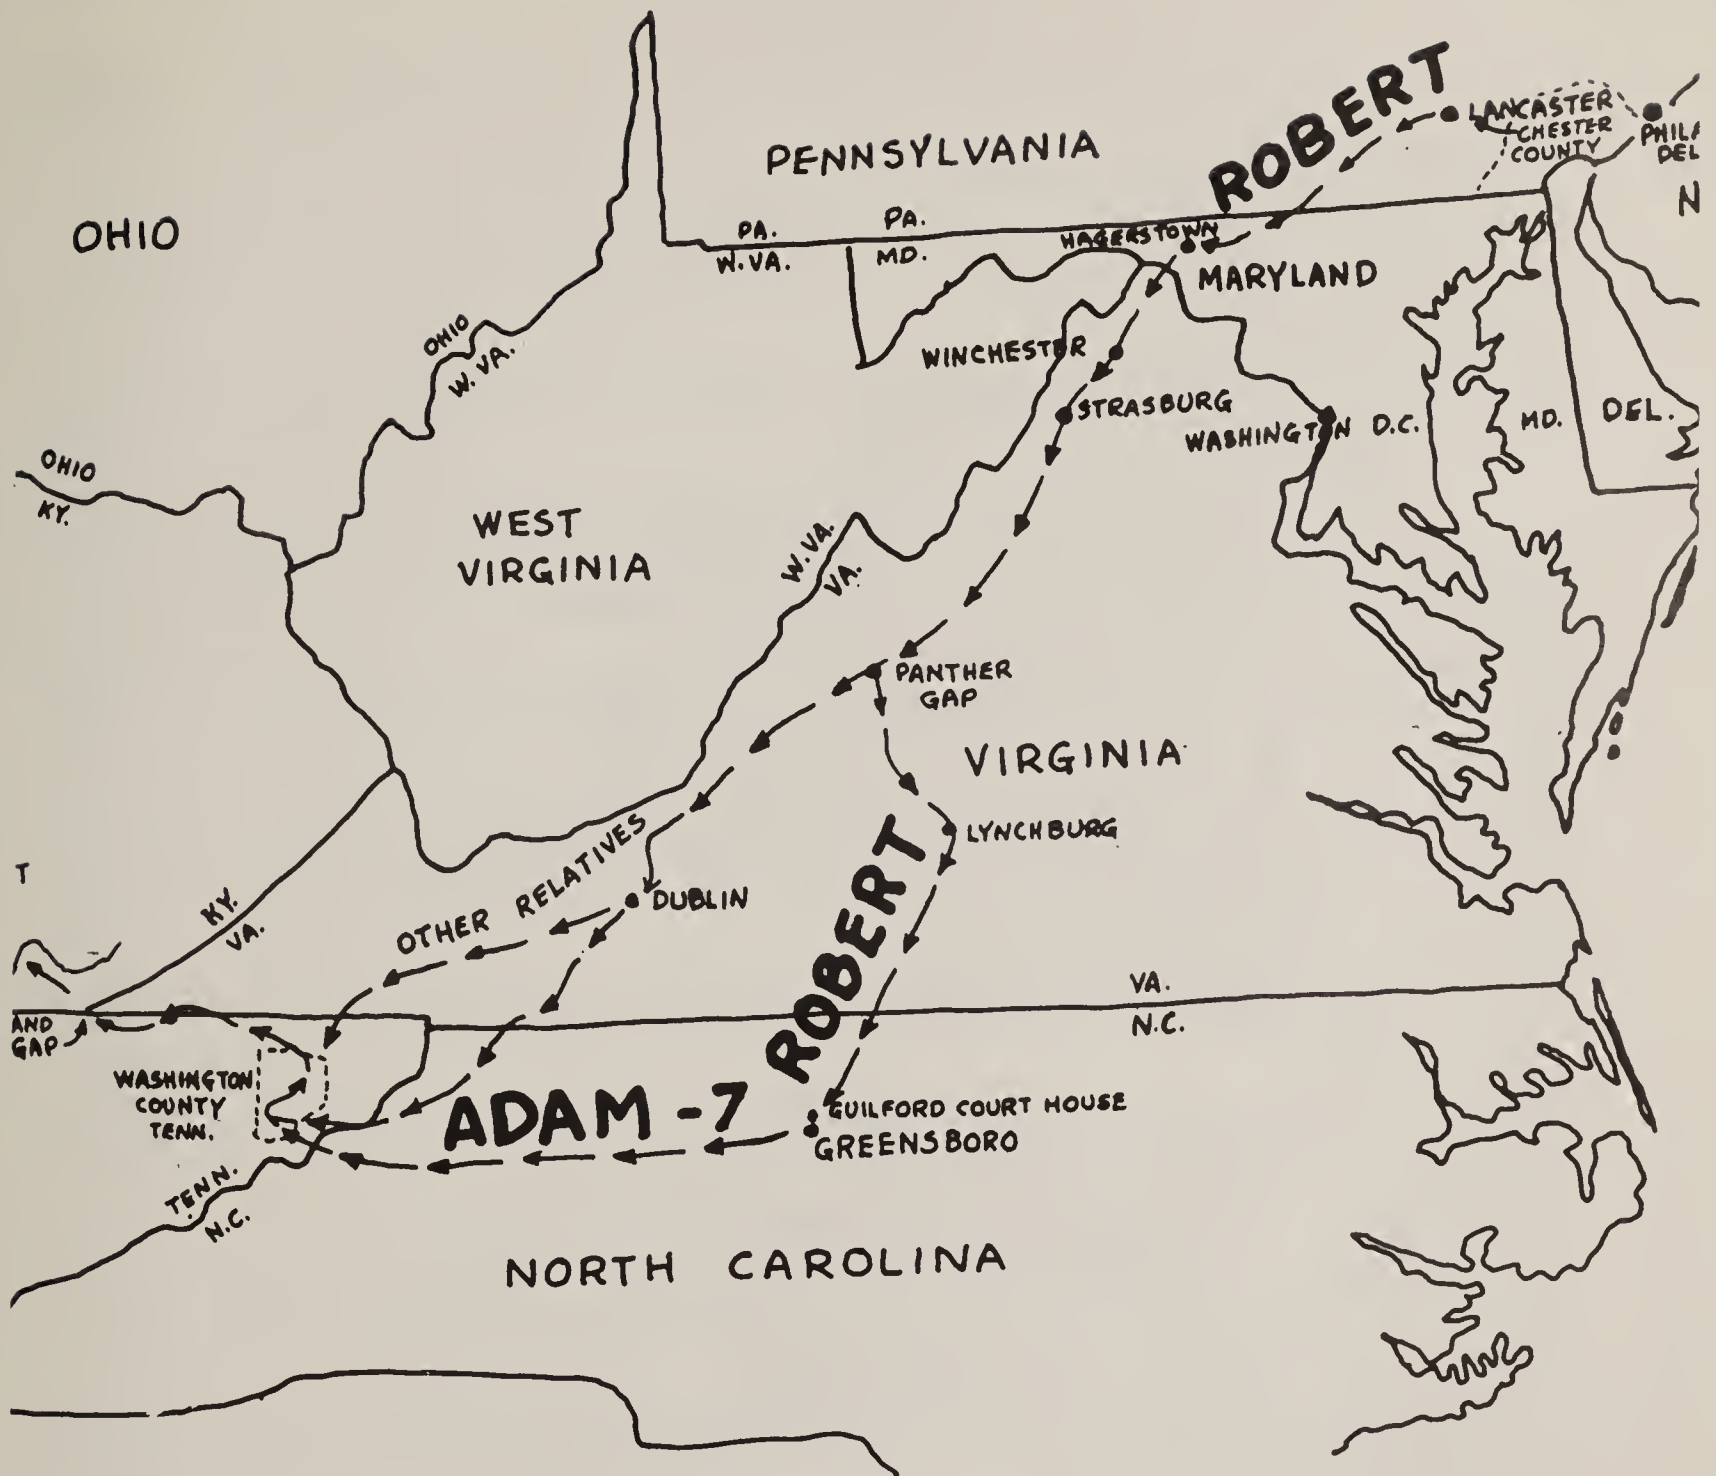 ROBERT
LANCASTER
CHESTER
COUNTY
PHILA
DEL
N
PENNSYLVANIA
OHIO
PA.
W.VA.
PA.
MD.
HAGERSTOWN
MARYLAND
OHIO
W. VA.
WINCHESTER
STRASBURG
WASHINGTON D.C.
MD.
DEL.
OHIO
KY.
WEST
VIRGINIA
W. VA.
VA.
PANTHER
GAP
VIRGINIA
LYNCHBURG
ROBERT
T
OTHER RELATIVES
DUBLIN
KY.
VA.
VA.
N.C.
AND
GAP
WASHINGTON
COUNTY
TENN.
ADAM -7
GUILFORD COURT HOUSE
GREENSBORO
TENN.
N.C.
NORTH CAROLINA